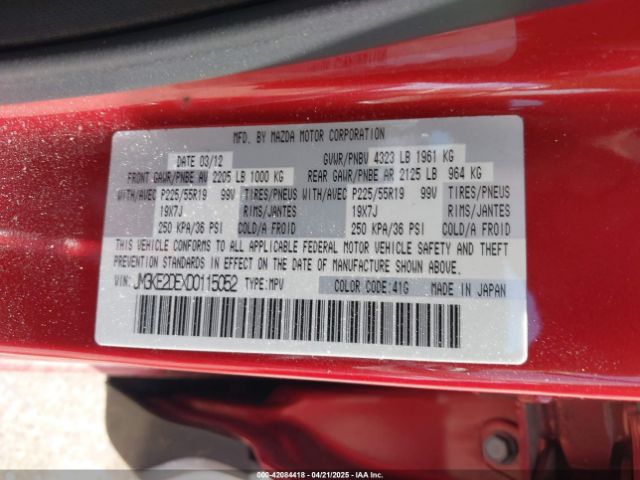 MFD. BY MAZDA MOTOR CORPORATION
DATE 03/12 GVWR/PNBV 4323 LB 1961 KG
FRONT GAWR/PNBE AV 2205 LB 1000 KG REAR GAWR/PNBE AR 2125 LB 964 KG
WITH/AVEC P225/55R19 99V TIRES/PNEUS WITH/AVEC P225/55R19 99V TIRES/PNEUS
19X7J RIMS/JANTES 19X7J RIMS/JANTES
250 KPA/36 PSI COLD/A FROID 250 KPA/36 PSI COLD/A FROID
THIS VEHICLE CONFORMS TO ALL APPLICABLE FEDERAL MOTOR VEHICLE SAFETY AND THEFT
PREVENTION STANDARDS IN EFFECT ON THE DATE OF MANUFACTURE SHOWN ABOVE.
VIN: JM3KE2DEXD0115052 TYPE:MPV COLOR CODE:41G MADE IN JAPAN
000-42084418 - 04/21/2025 - IAAI.COM